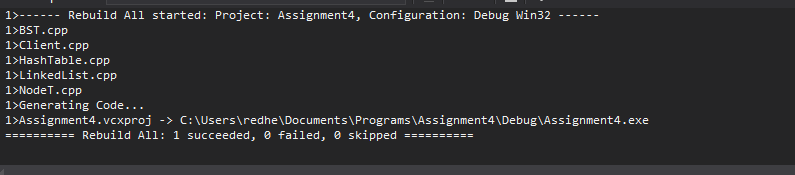 1>------ Rebuild All started: Project: Assignment4, Configuration: Debug Win32 ------
1>BST.cpp
1>Client.cpp
1>HashTable.cpp
1>LinkedList.cpp
1>NodeT.cpp
1>Generating Code...
1>Assignment4.vcxproj -> C:\Users\redhe\Documents\Programs\Assignment4\Debug\Assignment4.exe
========== Rebuild All: 1 succeeded, 0 failed, 0 skipped ==========